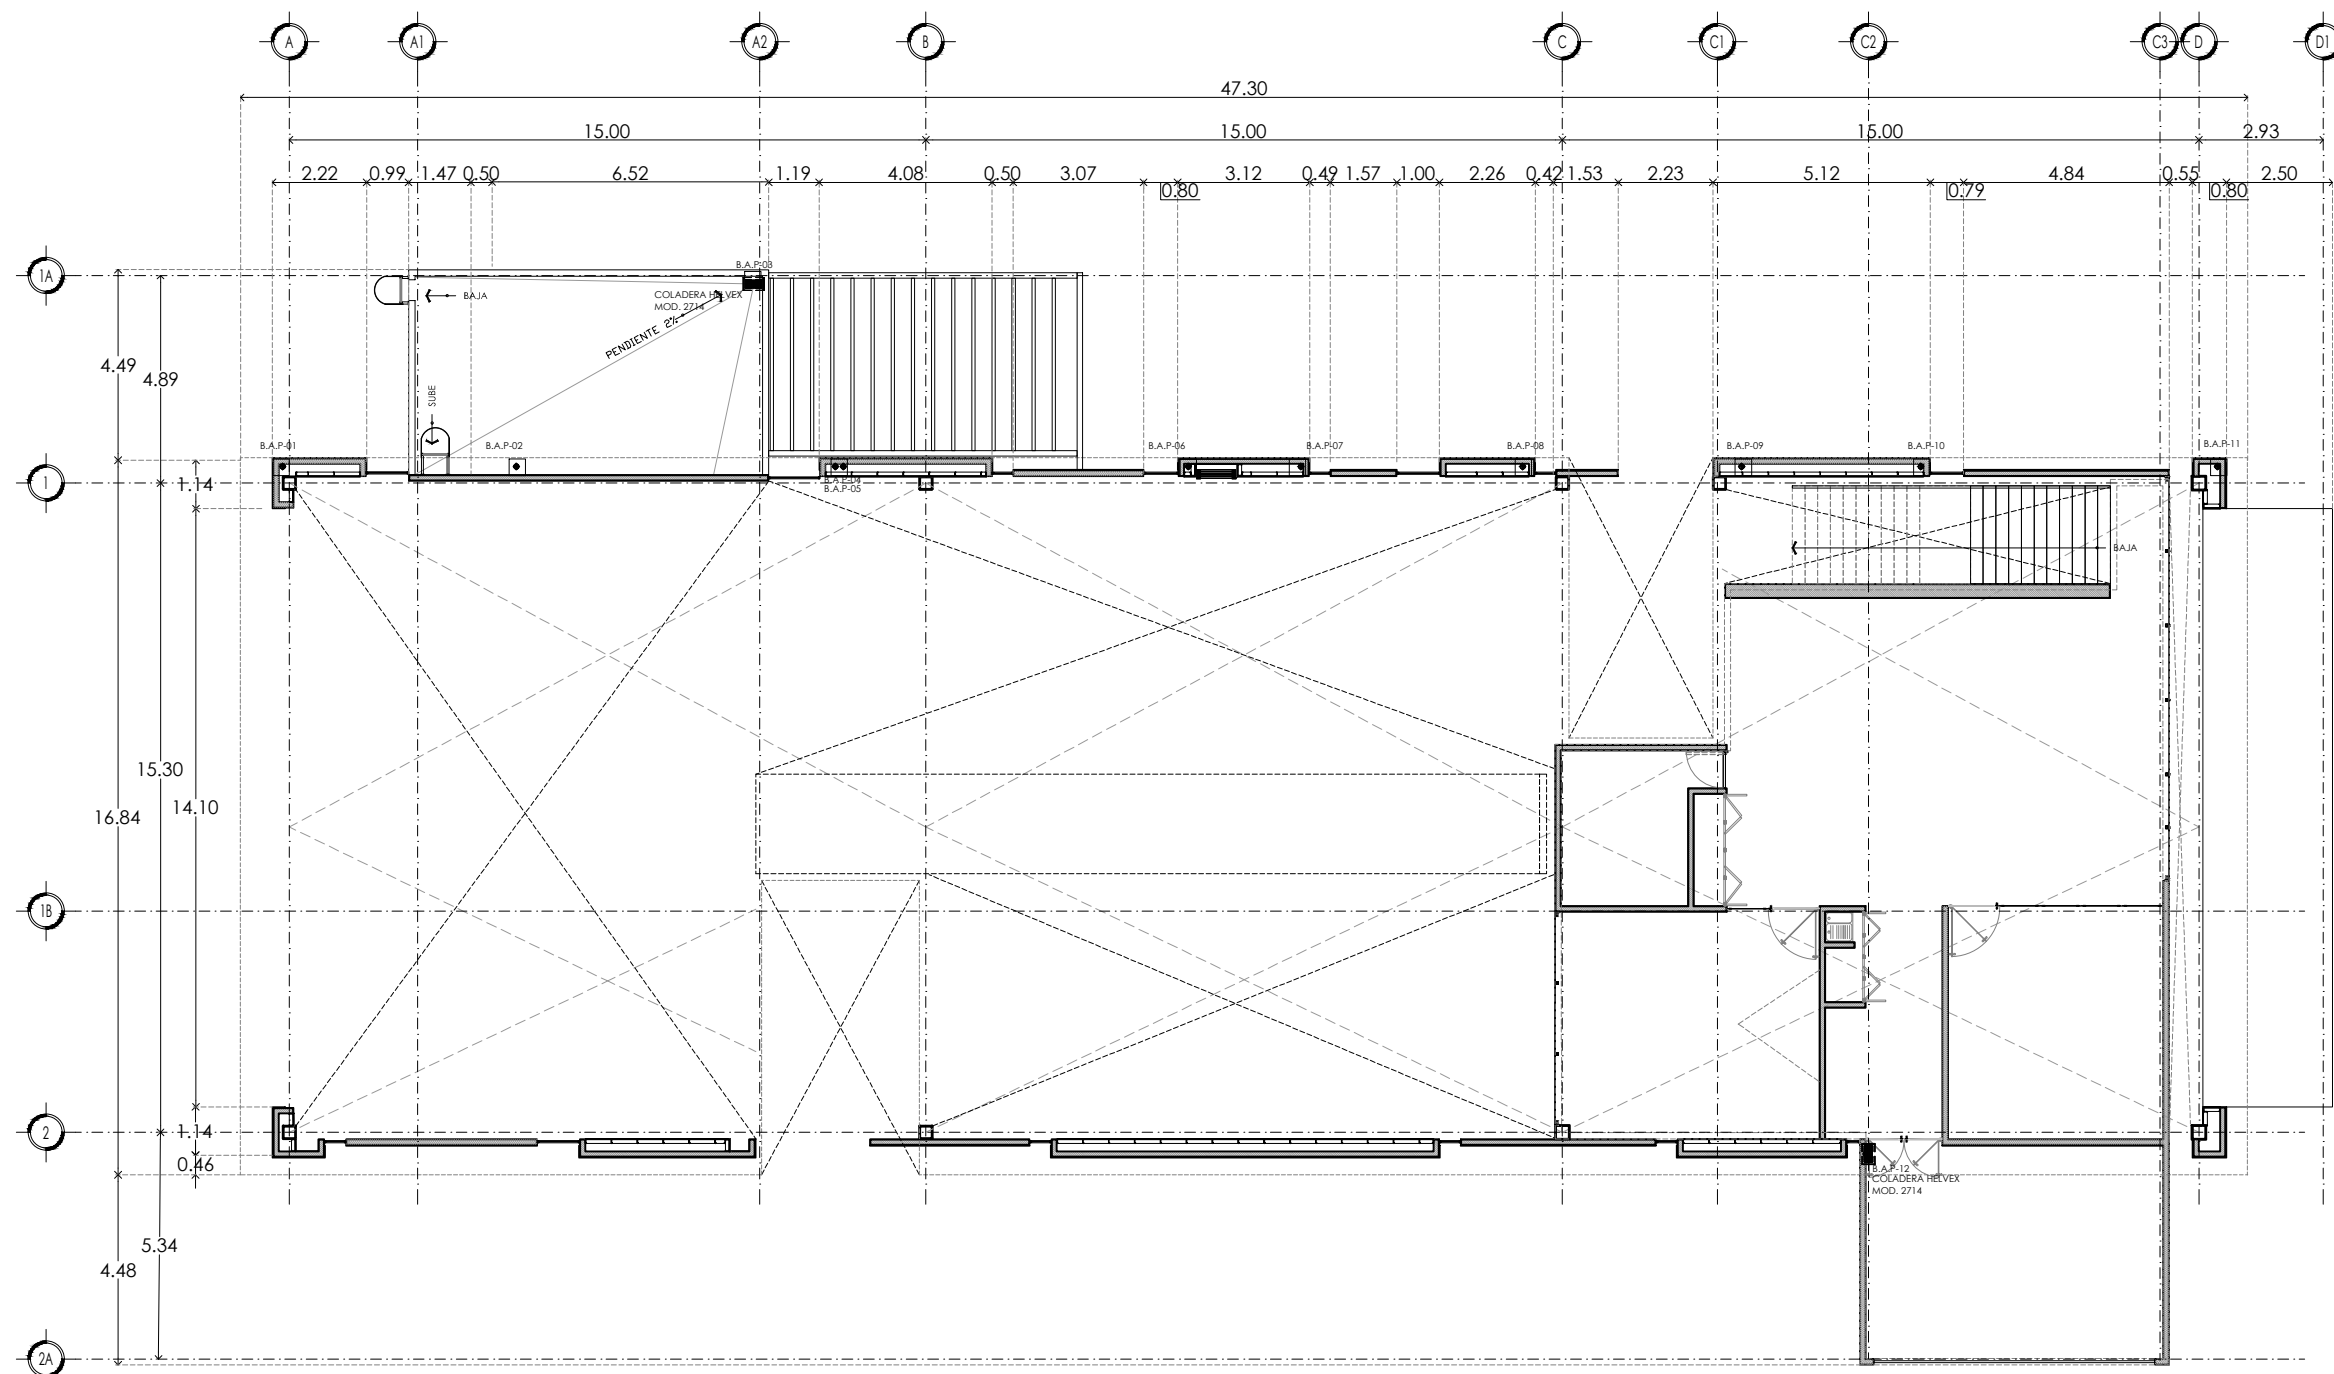 A A1 A2 B C C1 C2 C3 D D1
47.30
15.00 15.00 15.00 2.93
2.22 0.99 1.47 0.50 6.52 1.19 4.08 0.50 3.07 3.12 0.49 1.57 1.00 2.26 0.42 1.53 2.23 5.12 4.84 0.55 2.50
0.80 0.79 0.80
1A
B.A.P-03
BAJA
COLADERA HELVEX
MOD. 2714
PENDIENTE 2%
4.49
4.89
SUBE
B.A.P-01 B.A.P-02 B.A.P-06 B.A.P-07 B.A.P-08 B.A.P-09 B.A.P-10 B.A.P-11
1
1.14
B.A.P-04
B.A.P-05
BAJA
15.30
14.10
16.84
1B
2
1.14
0.46
B.A.P-12
COLADERA HELVEX
MOD. 2714
5.34
4.48
2A